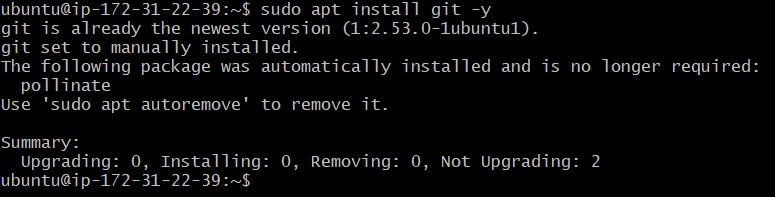 ubuntu@ip-172-31-22-39:~$ sudo apt install git -y
git is already the newest version (1:2.53.0-1ubuntu1).
git set to manually installed.
The following package was automatically installed and is no longer required:
  pollinate
Use 'sudo apt autoremove' to remove it.

Summary:
  Upgrading: 0, Installing: 0, Removing: 0, Not Upgrading: 2
ubuntu@ip-172-31-22-39:~$